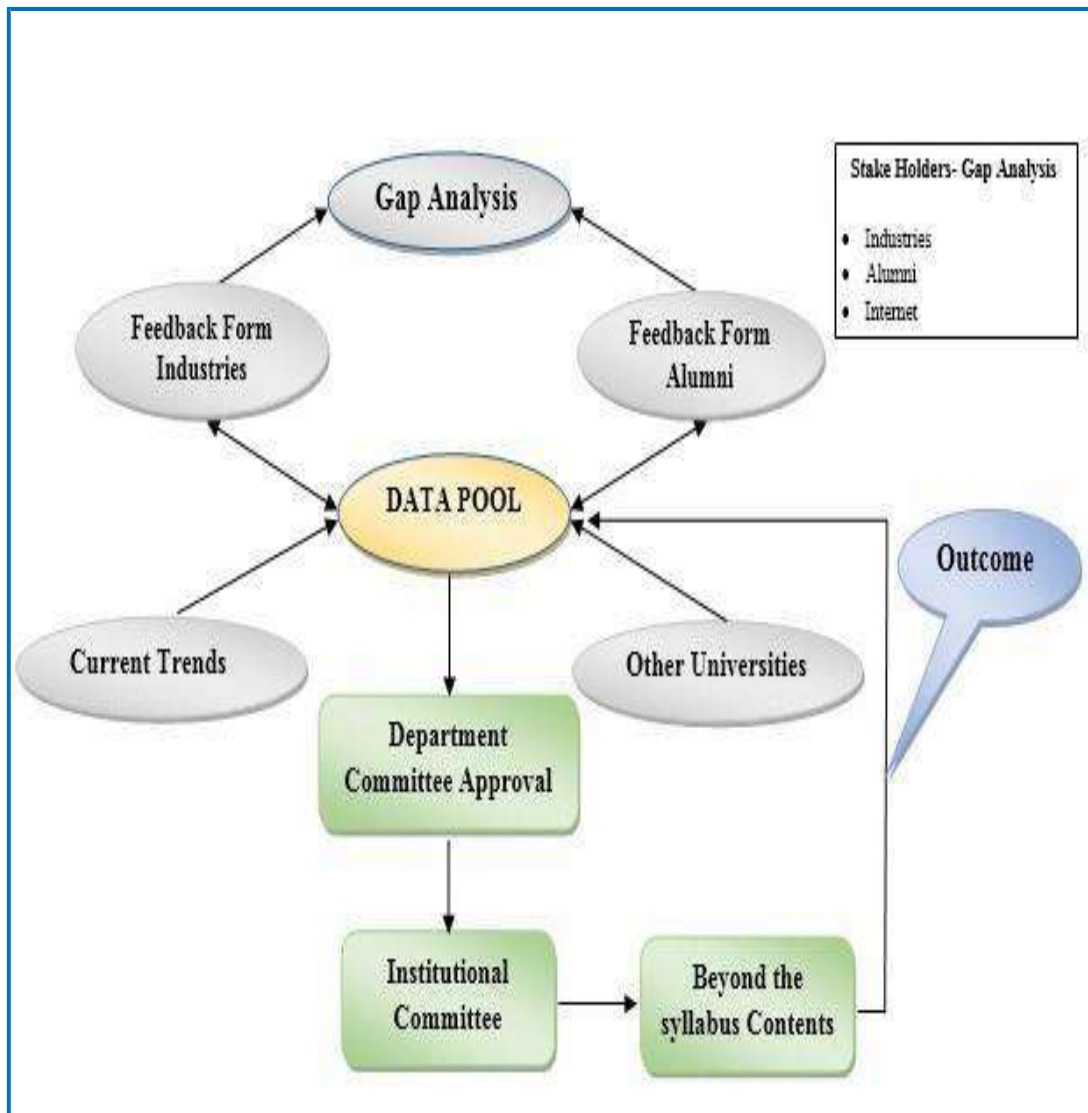 Gap Analysis
Stake Holders- Gap Analysis
• Industries
• Alumni
• Internet
Feedback Form
Industries
Feedback Form
Alumni
DATA POOL
Outcome
Current Trends
Other Universities
Department
Committee Approval
Institutional
Committee
Beyond the
syllabus Contents